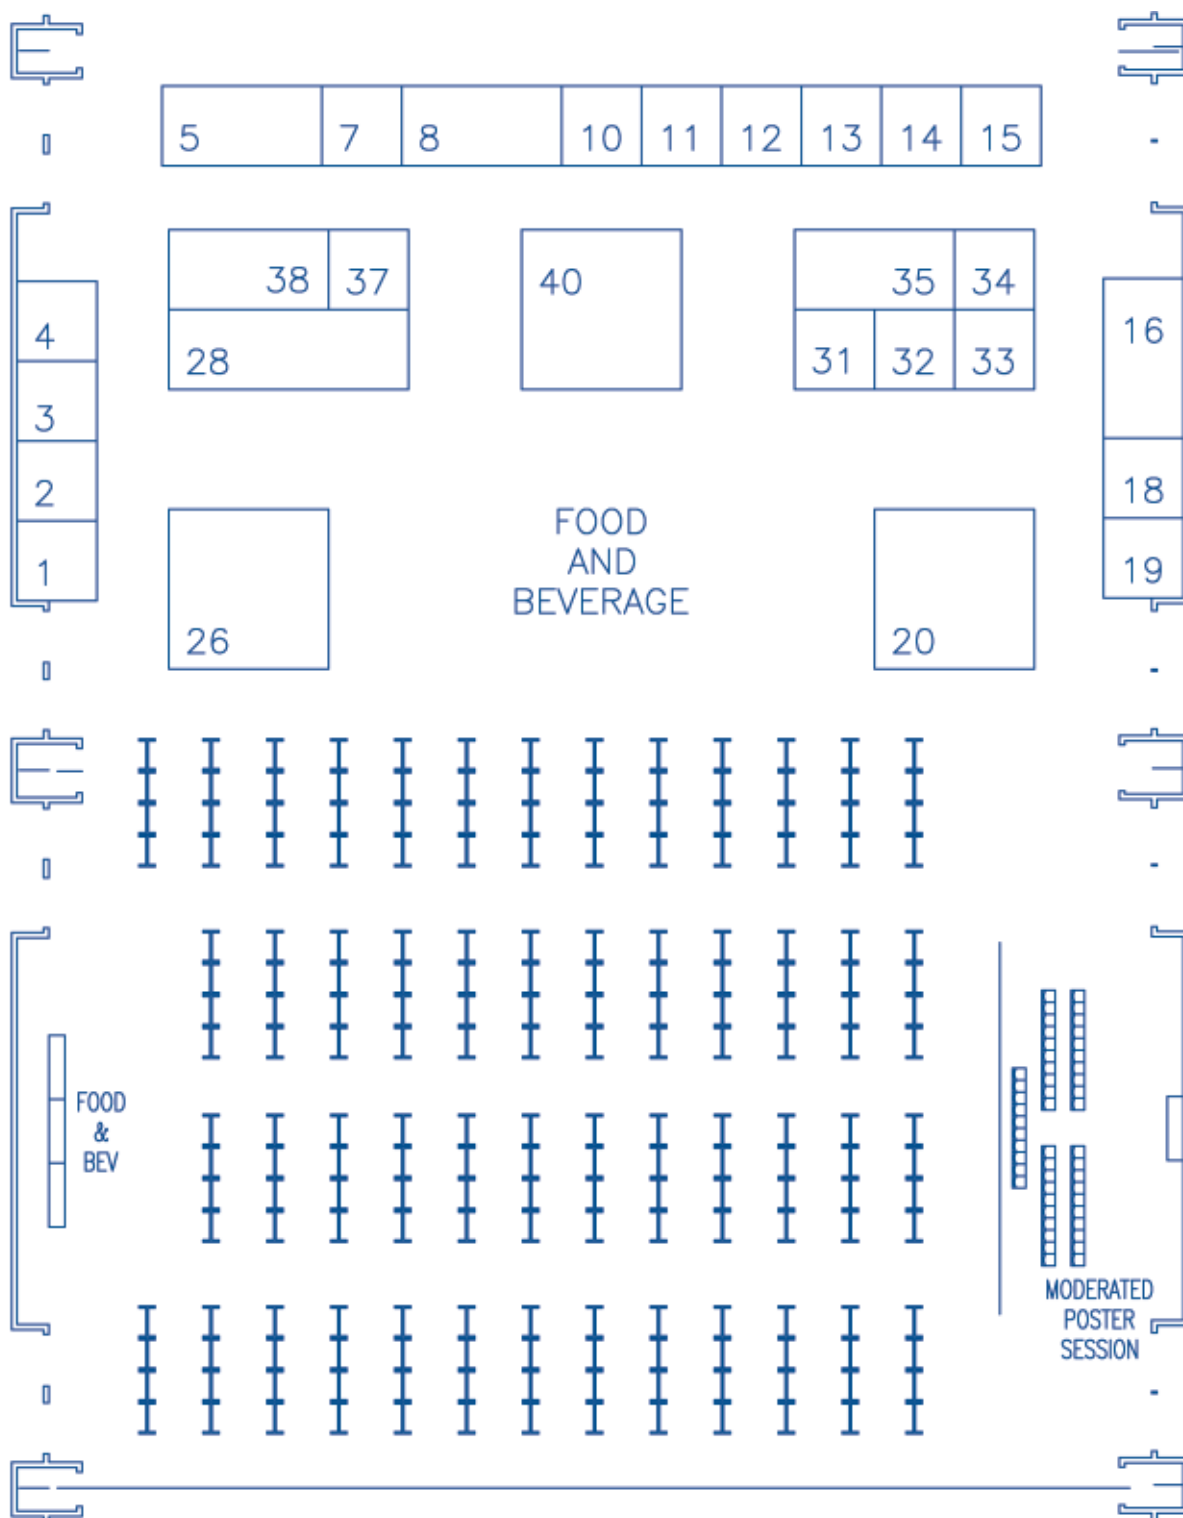 5 7 8 10 11 12 13 14 15
38 37 40 35 34
4 28 31 32 33 16
3
2 18
1 19
FOOD
AND
BEVERAGE
26 20
FOOD
&
BEV
MODERATED
POSTER
SESSION